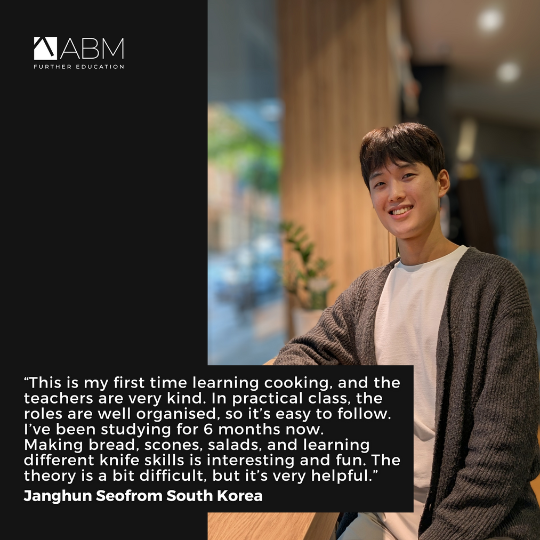 ABM
FURTHER EDUCATION
“This is my first time learning cooking, and the
teachers are very kind. In practical class, the
roles are well organised, so it’s easy to follow.
I’ve been studying for 6 months now.
Making bread, scones, salads, and learning
different knife skills is interesting and fun. The
theory is a bit difficult, but it’s very helpful.”
Janghun Seofrom South Korea